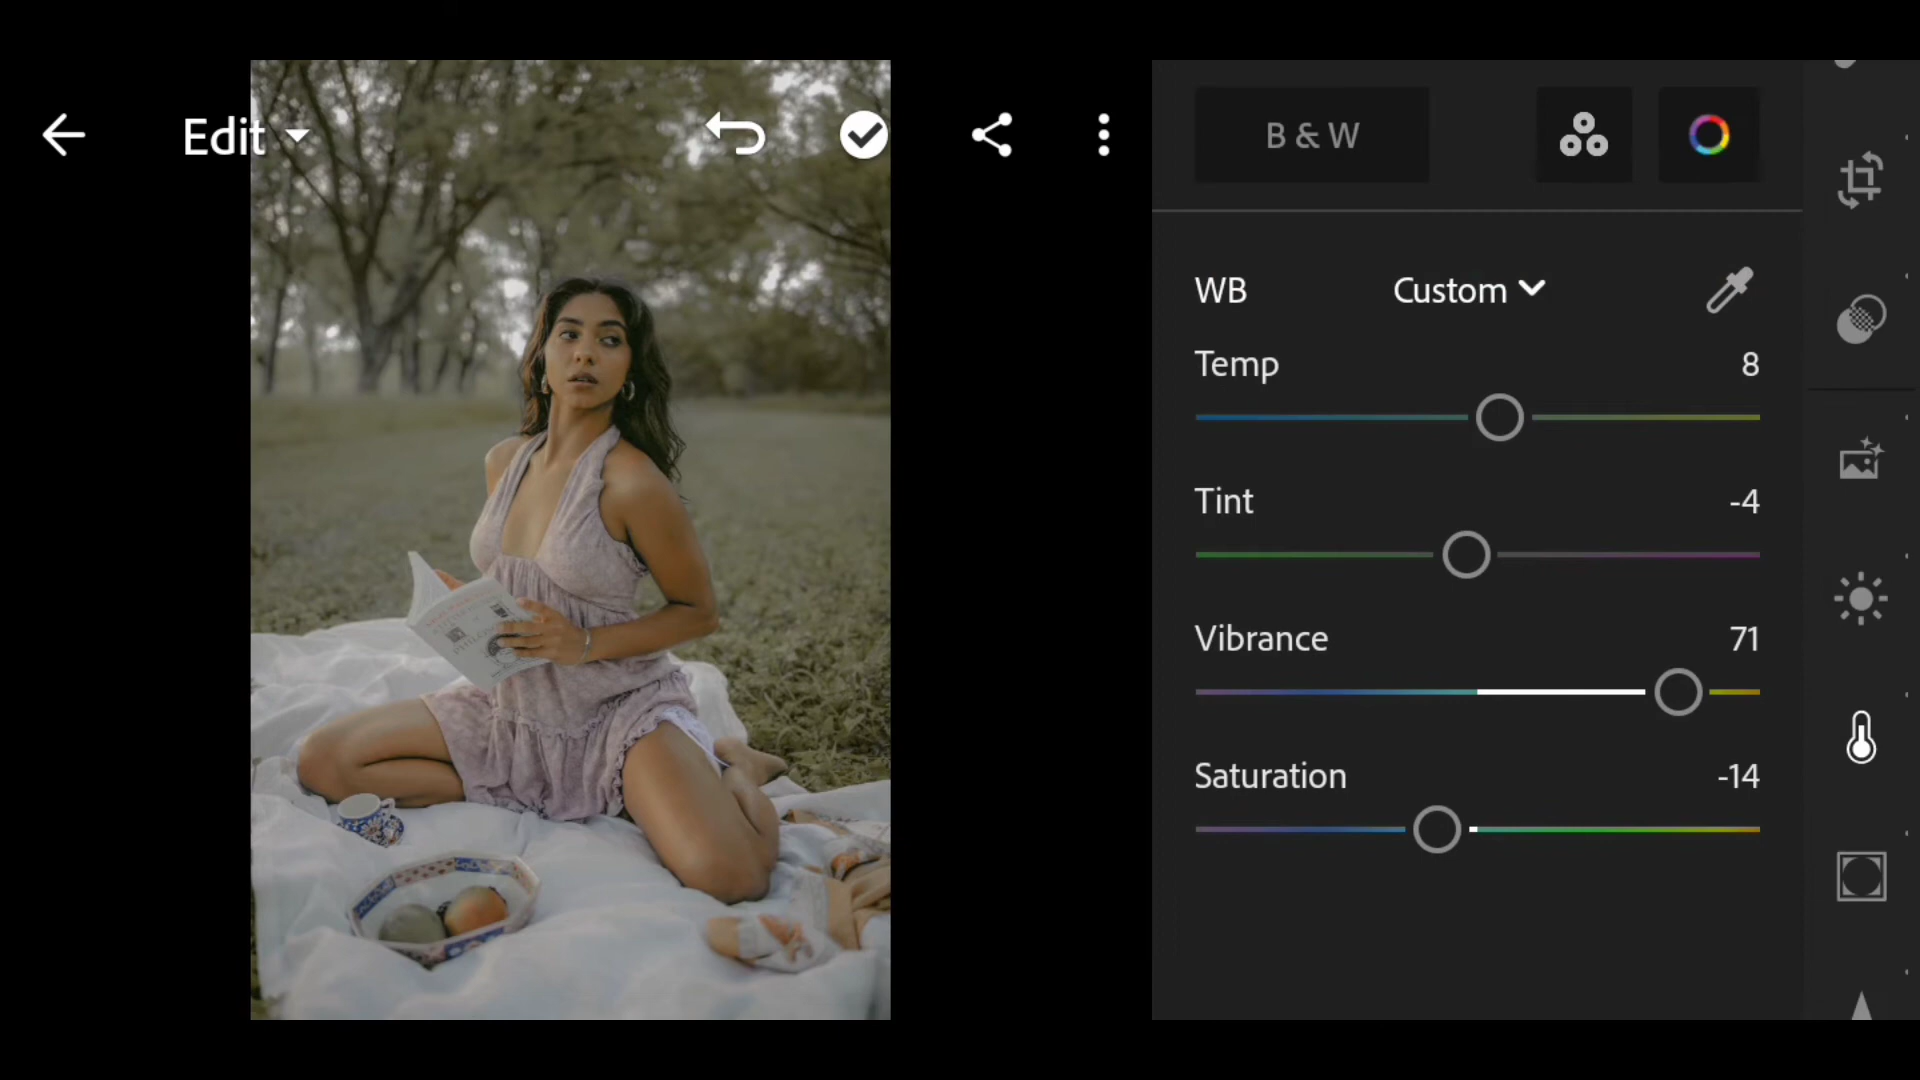 Edit
B & W
WB Custom
Temp 8
Tint -4
Vibrance 71
Saturation -14